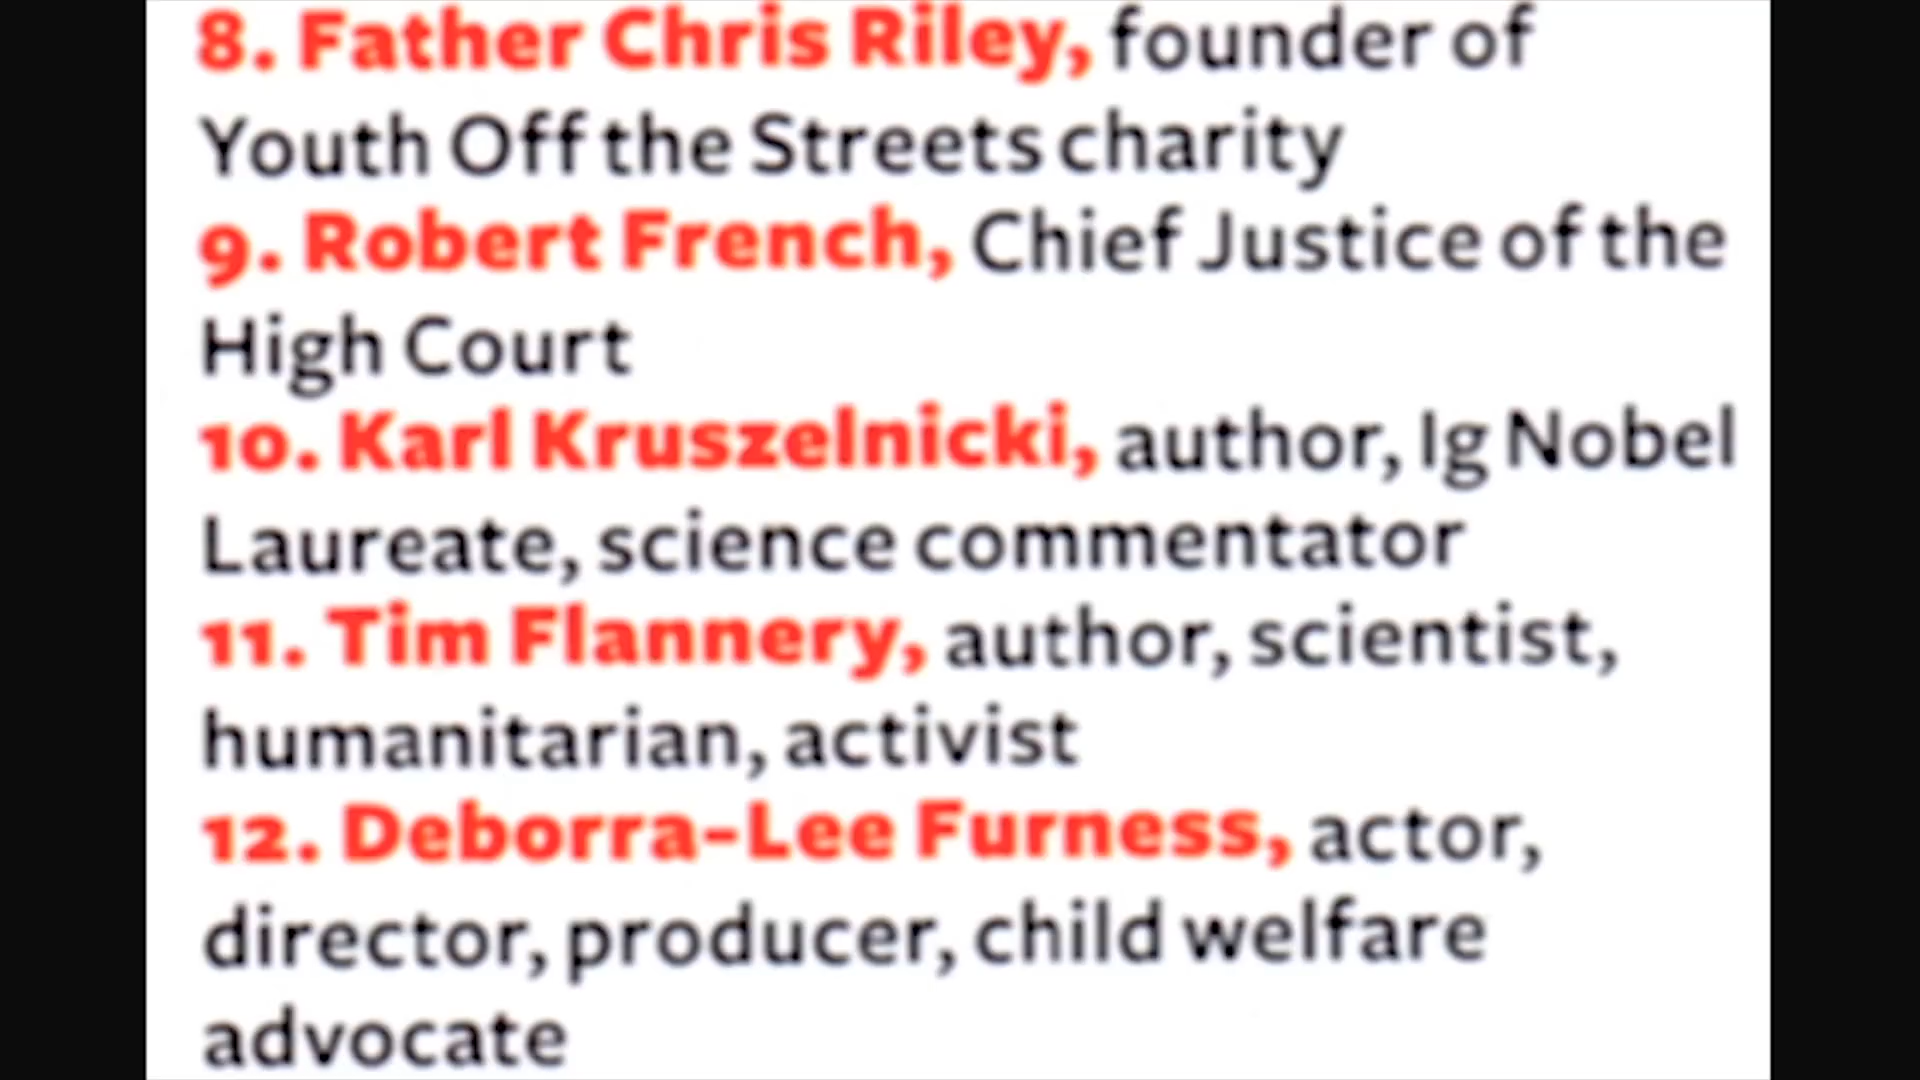 8. Father Chris Riley, founder of
Youth Off the Streets charity
9. Robert French, Chief Justice of the
High Court
10. Karl Kruszelnicki, author, Ig Nobel
Laureate, science commentator
11. Tim Flannery, author, scientist,
humanitarian, activist
12. Deborra-Lee Furness, actor,
director, producer, child welfare
advocate